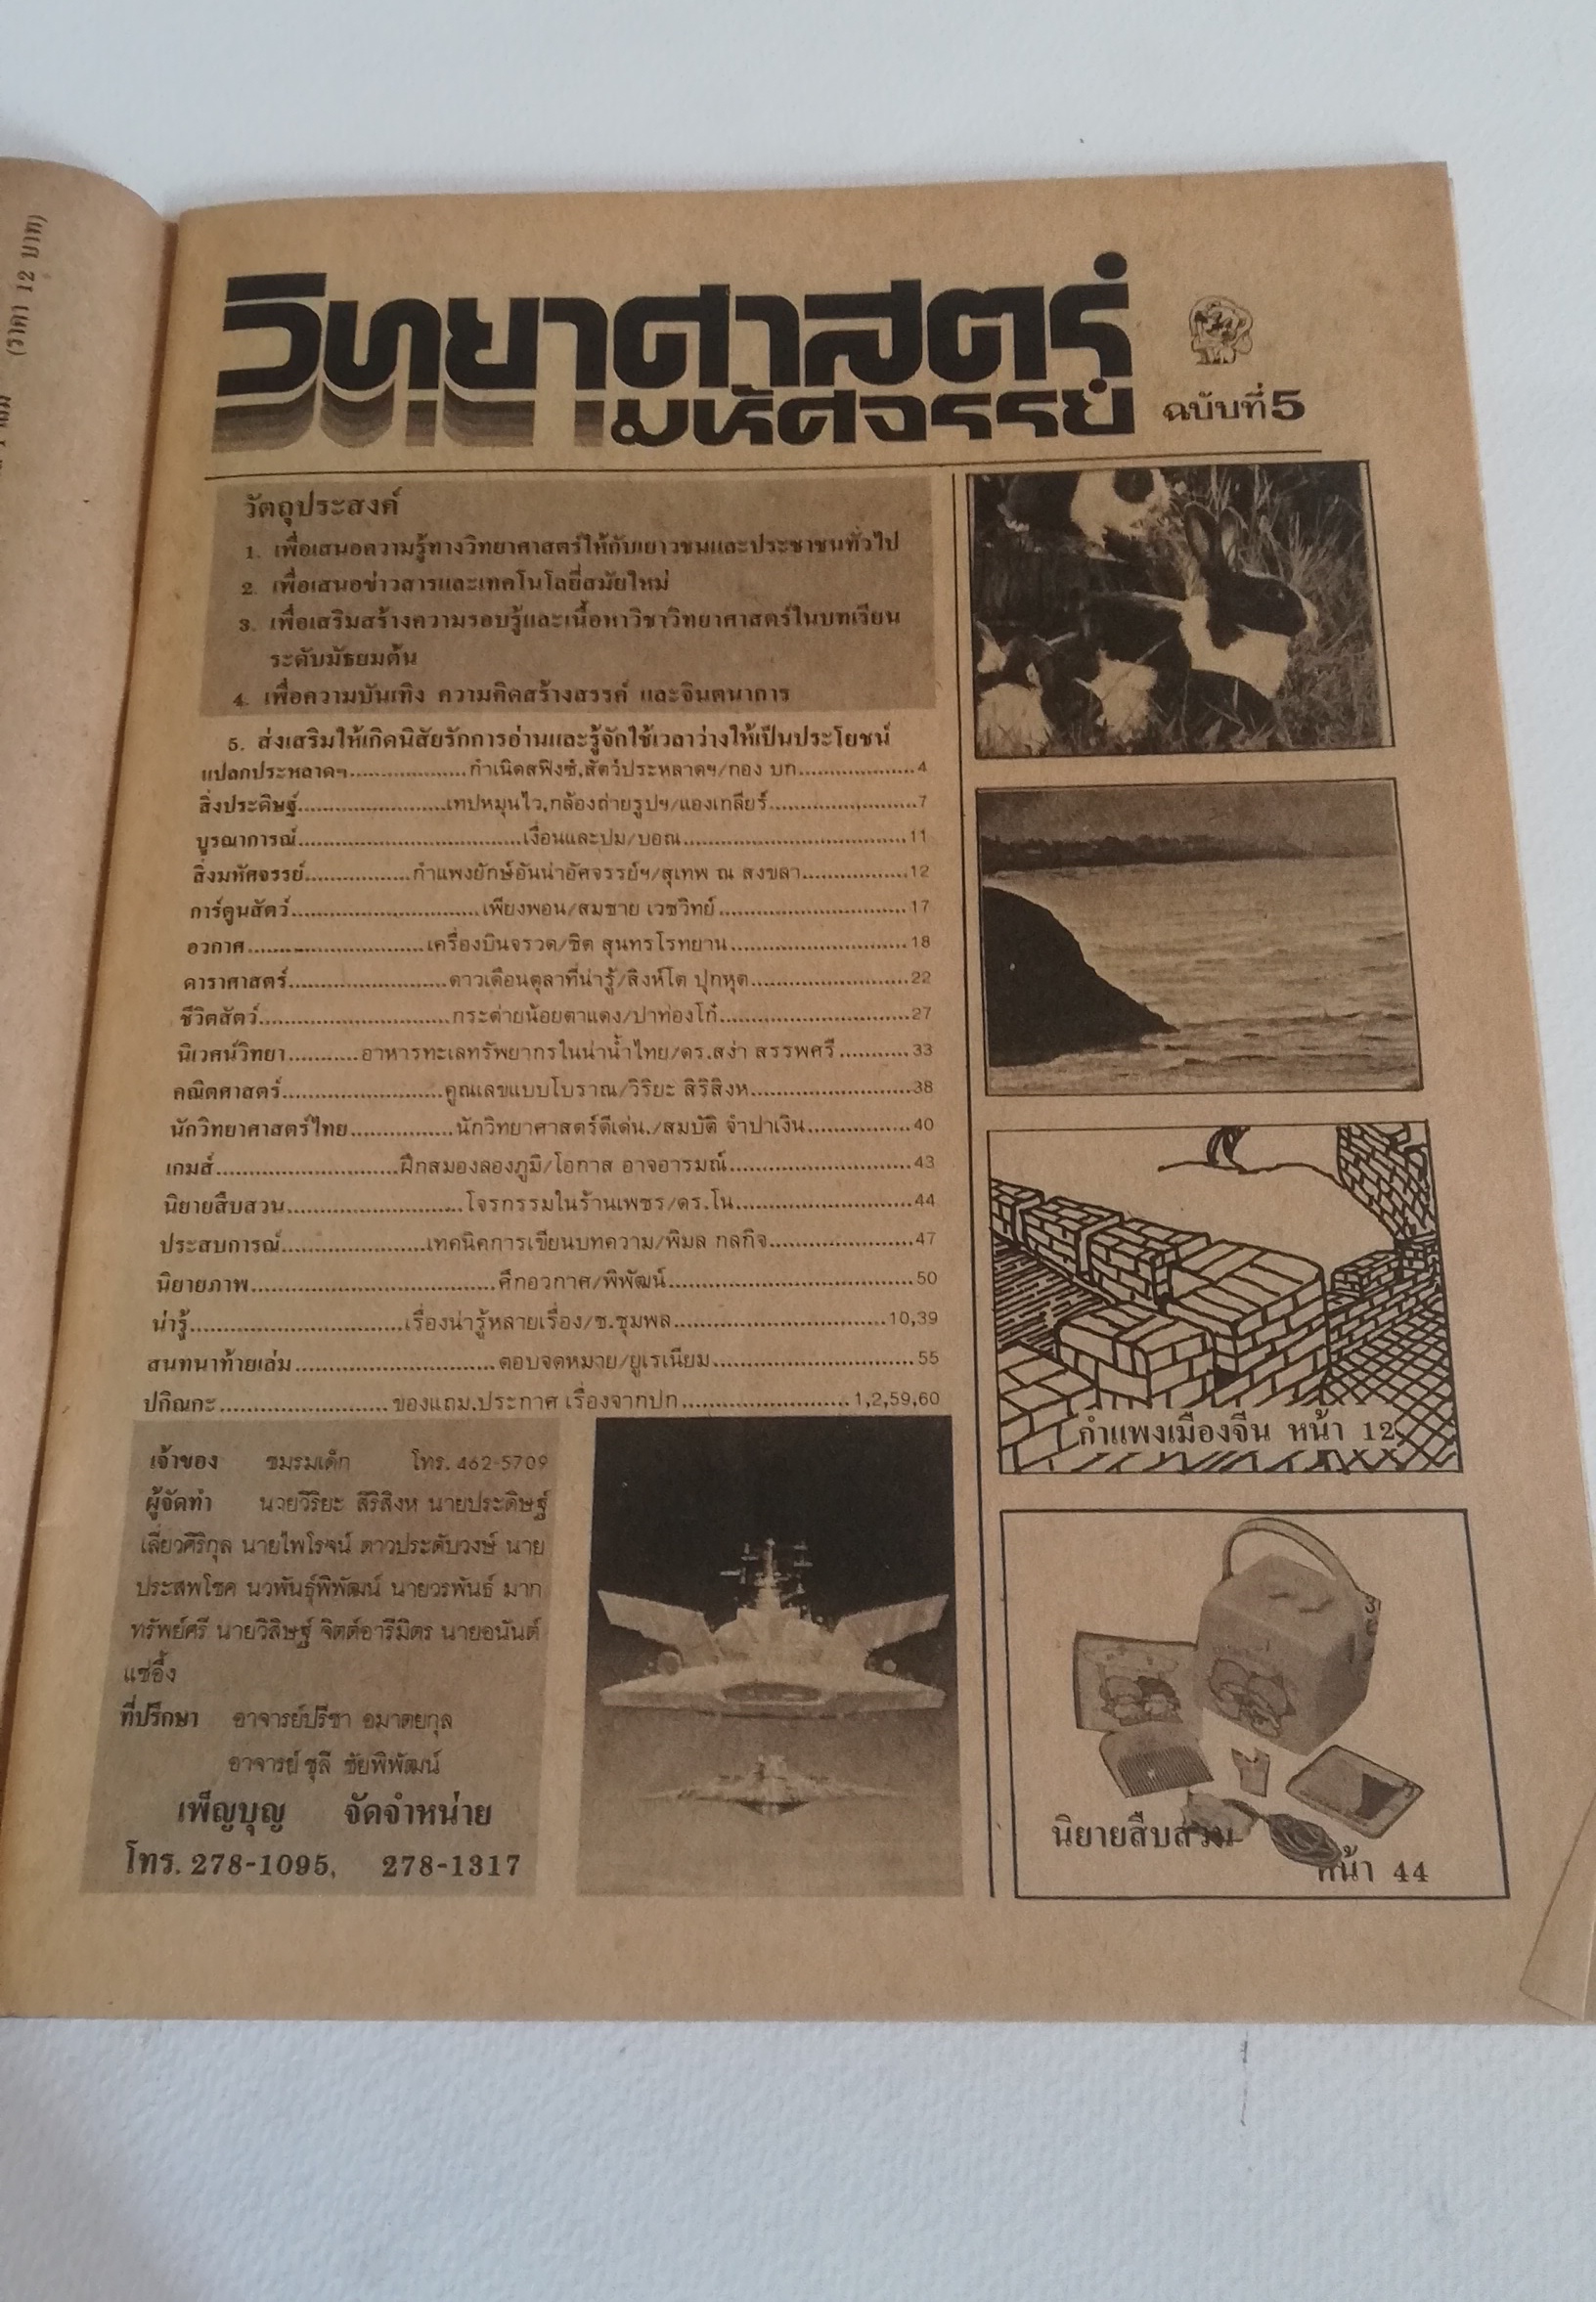 (ราคา 12 บาท)
วิทยาศาสตร์
มหัศจรรย์
ฉบับที่ 5
วัตถุประสงค์
1. เพื่อเสนอความรู้ทางวิทยาศาสตร์ให้กับเยาวชนและประชาชนทั่วไป
2. เพื่อเสนอข่าวสารและเทคโนโลยี่สมัยใหม่
3. เพื่อเสริมสร้างความรอบรู้และเนื้อหาวิชาวิทยาศาสตร์ในบทเรียน
ระดับมัธยมต้น
4. เพื่อความบันเทิง ความคิดสร้างสรรค์ และจินตนาการ
5. ส่งเสริมให้เกิดนิสัยรักการอ่านและรู้จักใช้เวลาว่างให้เป็นประโยชน์
แปลกประหลาดฯ....................กำเนิดสฟิงซ์,สัตว์ประหลาดฯ/กอง บก....................4
สิ่งประดิษฐ์....................เทปหมุนไว,กล้องถ่ายรูปฯ/แองเกลียร์....................7
บูรณาการณ์....................เงื่อนและปม/บอณ....................11
สิ่งมหัศจรรย์....................กำแพงยักษ์อันน่าอัศจรรย์ฯ/สุเทพ ณ สงขลา....................12
การ์ตูนสัตว์....................เพียงพอน/สมชาย เวชวิทย์....................17
อวกาศ....................เครื่องบินจรวด/ชิต สุนทรโรทยาน....................18
ดาราศาสตร์....................ดาวเดือนตุลาที่น่ารู้/สิงห์โต ปุกหุต....................22
ชีวิตสัตว์....................กระต่ายน้อยตาแดง/ปาท่องโก๋....................27
นิเวศน์วิทยา....................อาหารทะเลทรัพยากรในน่าน้ำไทย/ดร.สง่า สรรพศรี....................33
คณิตศาสตร์....................คูณเลขแบบโบราณ/วิริยะ สิริสิงห....................38
นักวิทยาศาสตร์ไทย....................นักวิทยาศาสตร์ดีเด่น./สมบัติ จำปาเงิน....................40
เกมส์....................ฝึกสมองลองภูมิ/โอภาส อาจอารมณ์....................43
นิยายสืบสวน....................โจรกรรมในร้านเพชร/ดร.โน....................44
ประสบการณ์....................เทคนิคการเขียนบทความ/พิมล กลกิจ....................47
นิยายภาพ....................ศึกอวกาศ/พิพัฒน์....................50
น่ารู้....................เรื่องน่ารู้หลายเรื่อง/ช.ชุมพล....................10,39
สนทนาท้ายเล่ม....................ตอบจดหมาย/ยูเรเนียม....................55
ปกิณกะ....................ของแถม.ประกาศ เรื่องจากปก....................1,2,59,60
เจ้าของ ชมรมเด็ก โทร. 462-5709
ผู้จัดทำ นายวิริยะ สิริสิงห นายประดิษฐ์
เลี่ยวศิริกุล นายไพโรจน์ ดาวประดับวงษ์ นาย
ประสพโชค นวพันธุ์พิพัฒน์ นายวรพันธ์ มาก
ทรัพย์ศรี นายวิสิษฐ์ จิตต์อารีมิตร นายอนันต์
แซ่อึ้ง
ที่ปรึกษา อาจารย์ปรีชา อมาตยกุล
อาจารย์ ชุลี ชัยพิพัฒน์
เพ็ญบุญ จัดจำหน่าย
โทร. 278-1095, 278-1317
กำแพงเมืองจีน หน้า 12
นิยายสืบสวน
หน้า 44